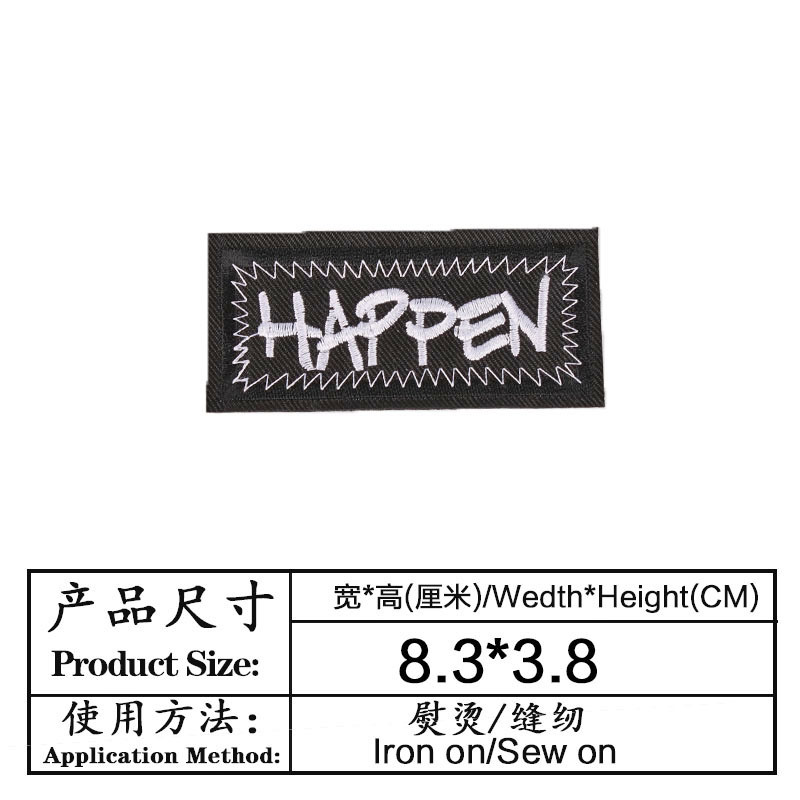 HAPPEN
产品尺寸
Product Size:
宽*高(厘米)/Wedth*Height(CM)
8.3*3.8
使用方法:
Application Method:
熨烫/缝纫
Iron on/Sew on